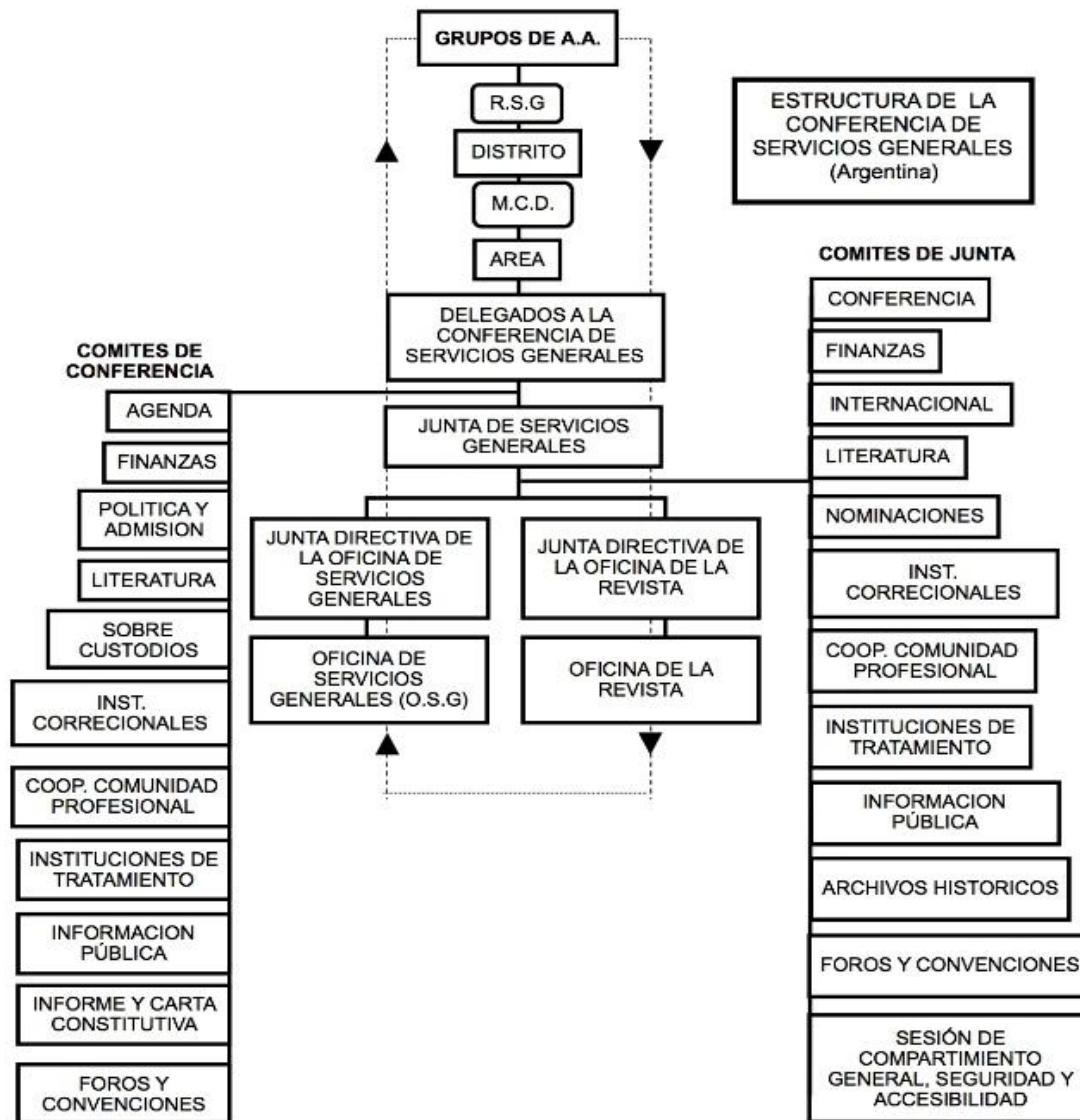 GRUPOS DE A.A.
R.S.G
DISTRITO
M.C.D.
AREA
DELEGADOS A LA
CONFERENCIA DE
SERVICIOS GENERALES
JUNTA DE SERVICIOS
GENERALES
JUNTA DIRECTIVA DE
LA OFICINA DE
SERVICIOS
GENERALES
OFICINA DE
SERVICIOS
GENERALES (O.S.G)
JUNTA DIRECTIVA DE
LA OFICINA DE LA
REVISTA
OFICINA DE LA
REVISTA
ESTRUCTURA DE LA
CONFERENCIA DE
SERVICIOS GENERALES
(Argentina)
COMITES DE
CONFERENCIA
AGENDA
FINANZAS
POLITICA Y
ADMISION
LITERATURA
SOBRE
CUSTODIOS
INST.
CORRECIONALES
COOP. COMUNIDAD
PROFESIONAL
INSTITUCIONES DE
TRATAMIENTO
INFORMACION
PÚBLICA
INFORME Y CARTA
CONSTITUTIVA
FOROS Y
CONVENCIONES
COMITES DE JUNTA
CONFERENCIA
FINANZAS
INTERNACIONAL
LITERATURA
NOMINACIONES
INST.
CORRECIONALES
COOP. COMUNIDAD
PROFESIONAL
INSTITUCIONES
DE TRATAMIENTO
INFORMACION
PÚBLICA
ARCHIVOS HISTORICOS
FOROS Y CONVENCIONES
SESIÓN DE
COMPARTIMIENTO
GENERAL, SEGURIDAD Y
ACCESIBILIDAD